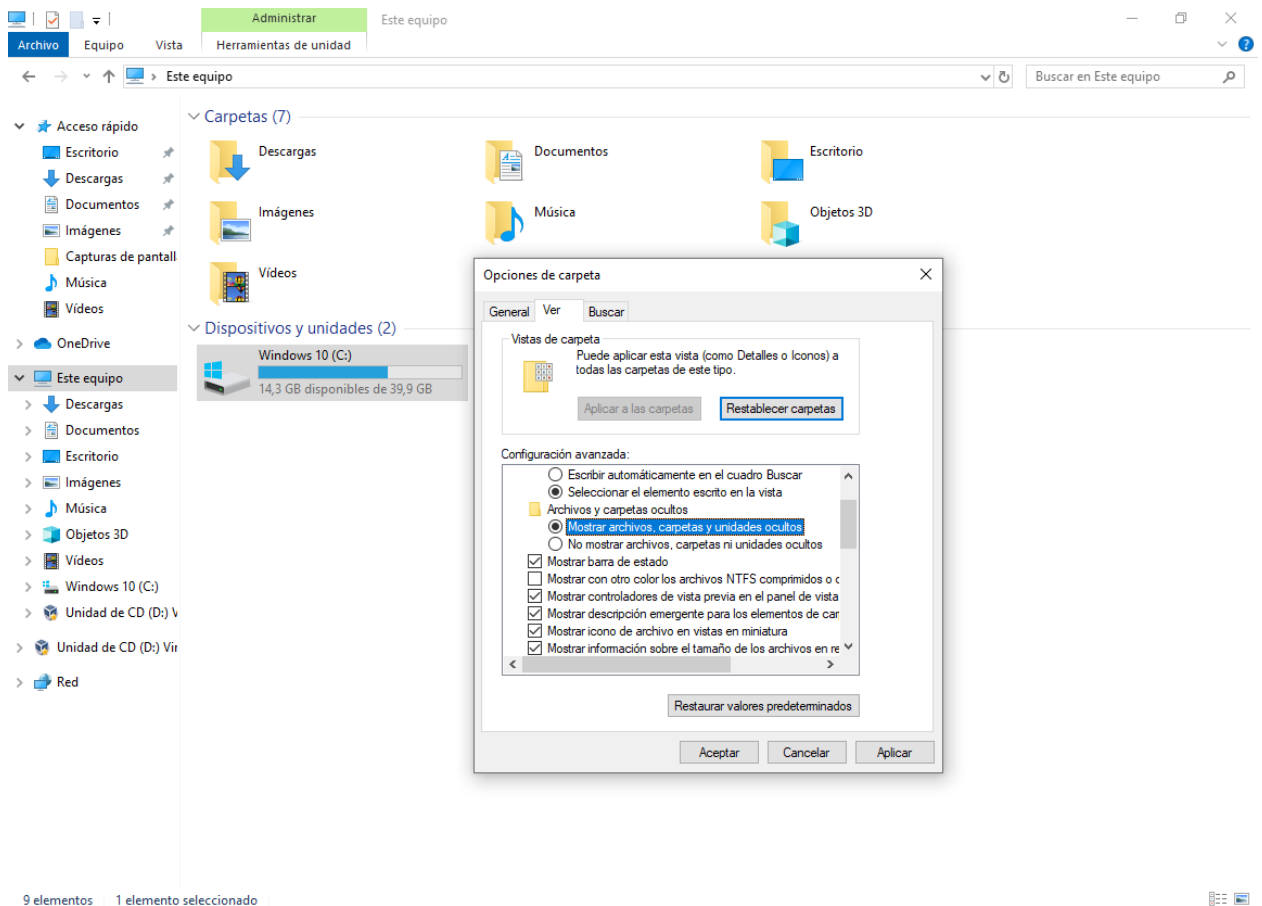 Administrar
Este equipo
Archivo
Equipo
Vista
Herramientas de unidad
Este equipo
Buscar en Este equipo
Acceso rápido
Escritorio
Descargas
Documentos
Imágenes
Capturas de pantall
Música
Vídeos
OneDrive
Este equipo
Descargas
Documentos
Escritorio
Imágenes
Música
Objetos 3D
Vídeos
Windows 10 (C:)
Unidad de CD (D:) V
Unidad de CD (D:) Vir
Red
Carpetas (7)
Descargas
Documentos
Escritorio
Imágenes
Música
Objetos 3D
Vídeos
Dispositivos y unidades (2)
Windows 10 (C:)
14,3 GB disponibles de 39,9 GB
Opciones de carpeta
General
Ver
Buscar
Vistas de carpeta
Puede aplicar esta vista (como Detalles o Iconos) a
todas las carpetas de este tipo.
Aplicar a las carpetas
Restablecer carpetas
Configuración avanzada:
Escribir automáticamente en el cuadro Buscar
Seleccionar el elemento escrito en la vista
Archivos y carpetas ocultos
Mostrar archivos, carpetas y unidades ocultos
No mostrar archivos, carpetas ni unidades ocultos
Mostrar barra de estado
Mostrar con otro color los archivos NTFS comprimidos o c
Mostrar controladores de vista previa en el panel de vista
Mostrar descripción emergente para los elementos de car
Mostrar icono de archivo en vistas en miniatura
Mostrar información sobre el tamaño de los archivos en re
Restaurar valores predeterminados
Aceptar
Cancelar
Aplicar
9 elementos
1 elemento seleccionado